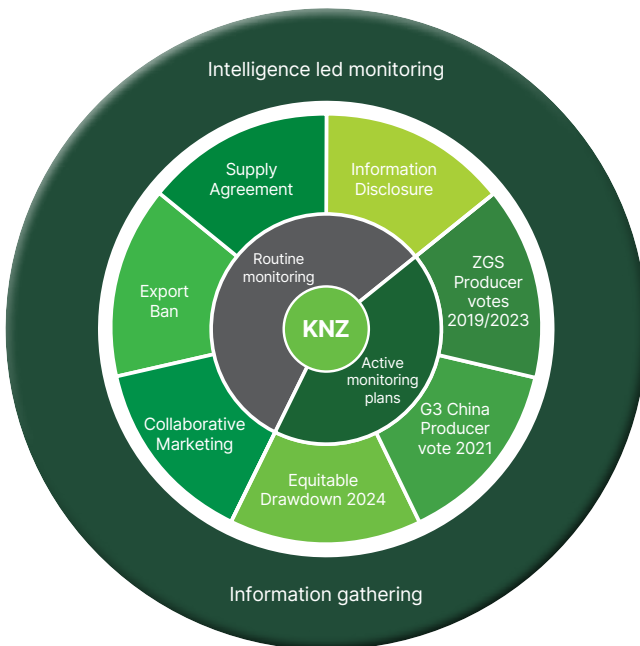 Intelligence led monitoring
Supply
Agreement
Information
Disclosure
Routine
monitoring
ZGS
Producer
votes
2019/2023
Export
Ban
KNZ
Active
monitoring
plans
G3 China
Producer
vote 2021
Collaborative
Marketing
Equitable
Drawdown 2024
Information gathering